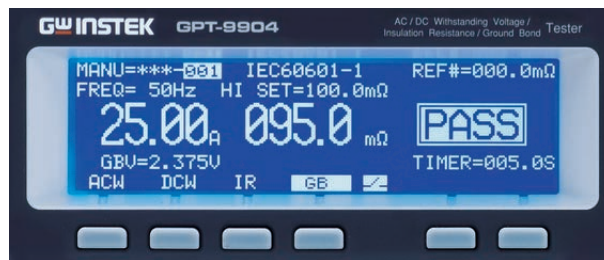 GW INSTEK GPT-9904
AC / DC Withstanding Voltage /
Insulation Resistance / Ground Bond Tester
MANU=***-001 IEC60601-1 REF#=000.0mΩ
FREQ= 50Hz HI SET=100.0mΩ
25.00A 095.0 mΩ PASS
GBV=2.375V TIMER=005.0S
ACW DCW IR GB